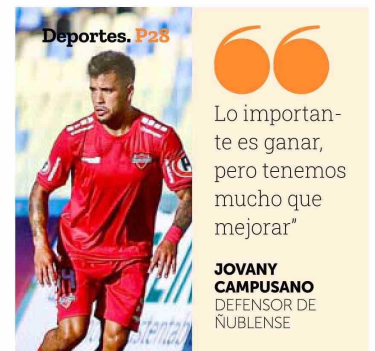 Deportes. P28
Lo importan-
te es ganar,
pero tenemos
mucho que
mejorar”
JOVANY
CAMPUSANO
DEFENSOR DE
ÑUBLENSE